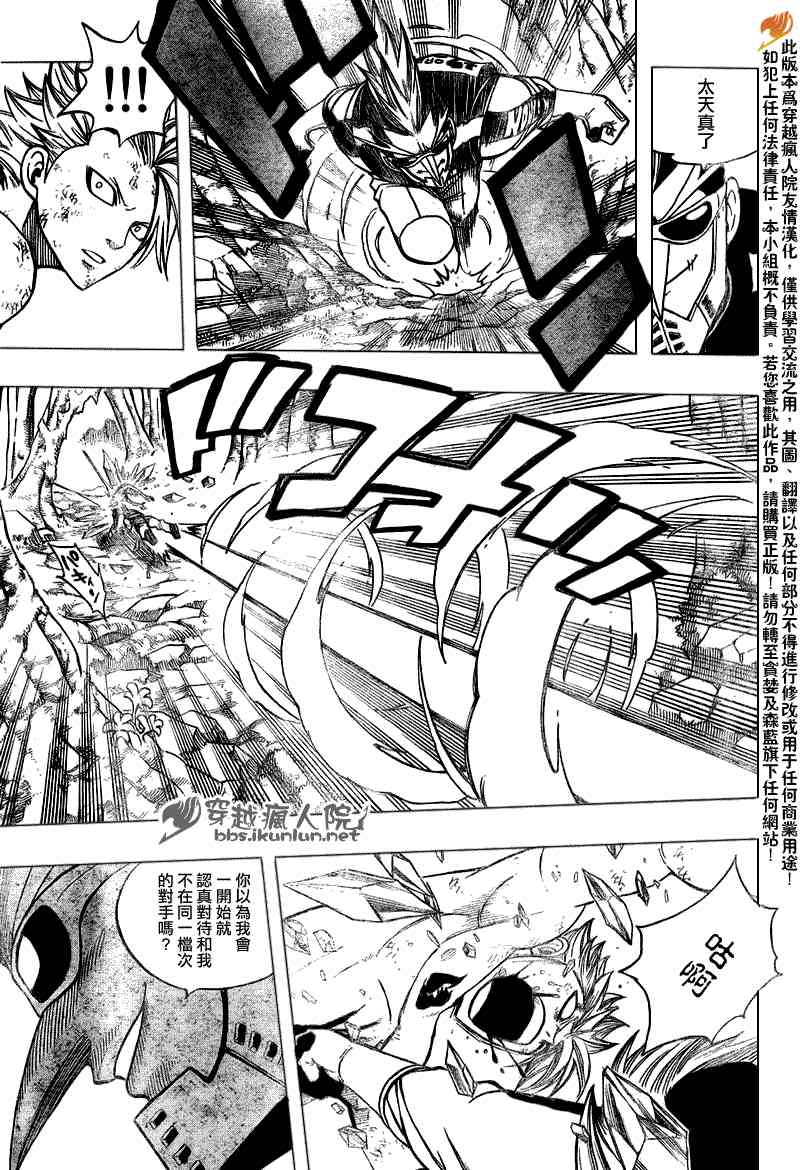 此版本爲穿越瘋人院友情漢化，僅供學習交流之用，其圖、翻譯以及任何部分不得進行修改或用于任何商業用途！
如犯上任何法律責任，本小組概不負責。若您喜歡此作品，請購買正版！請勿轉至貪婪及森藍旗下任何網站！
太天真了
!!!
ドゴォン
パキィン
穿越瘋人院
bbs.ikunlun.net
咕啊
你以為我會
一開始就
認真對待和我
不在同一檔次
的對手嗎？